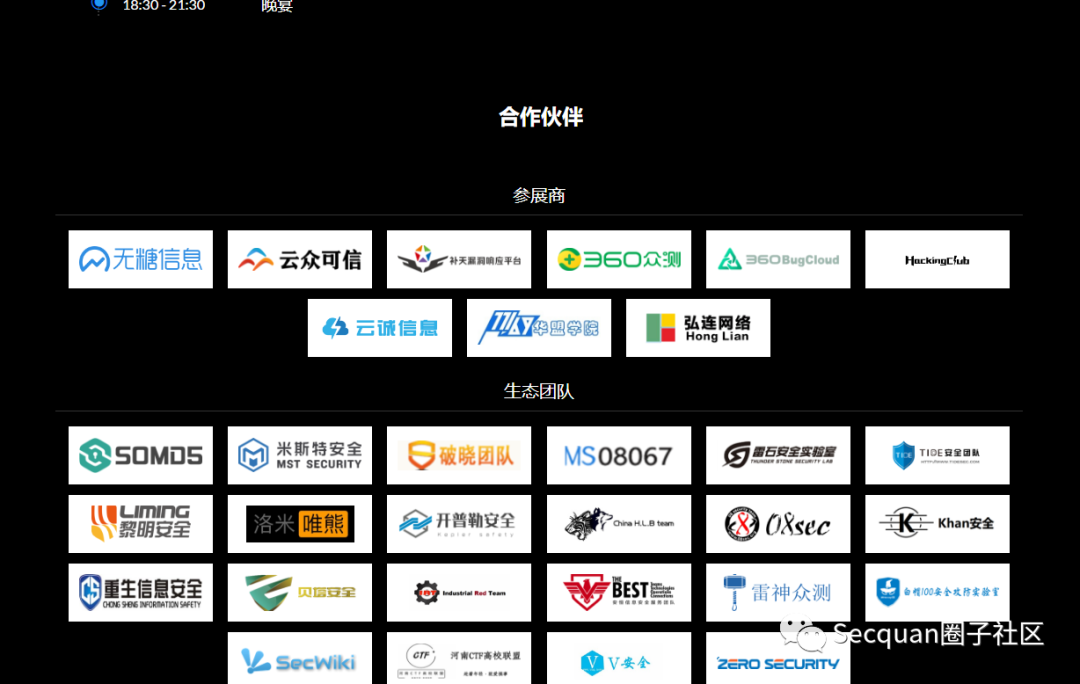 18:30 - 21:30 晚宴
合作伙伴
参展商
无糖信息
云众可信
补天漏洞响应平台
360众测
360BugCloud
HackingClub
云诚信息
华盟学院
弘连网络
Hong Lian
生态团队
SOMD5
米斯特安全
MST SECURITY
破晓团队
MS08067
雷石安全实验室
THUNDER STONE SECURITY LAB
TIDE
TIDE安全团队
LIMING
黎明安全
洛米唯熊
开普勒安全
Kepler safety
China H.L.B team
08sec
K
Khan安全
重生信息安全
CHONG SHENG INFORMATION SAFETY
贝塔安全
IRT
Industrial Red Team
THE BEST
雷神众测
白帽100安全攻防实验室
SecWiki
CTF
河南CTF高校联盟
V
V安全
ZERO SECURITY
Secquan圈子社区